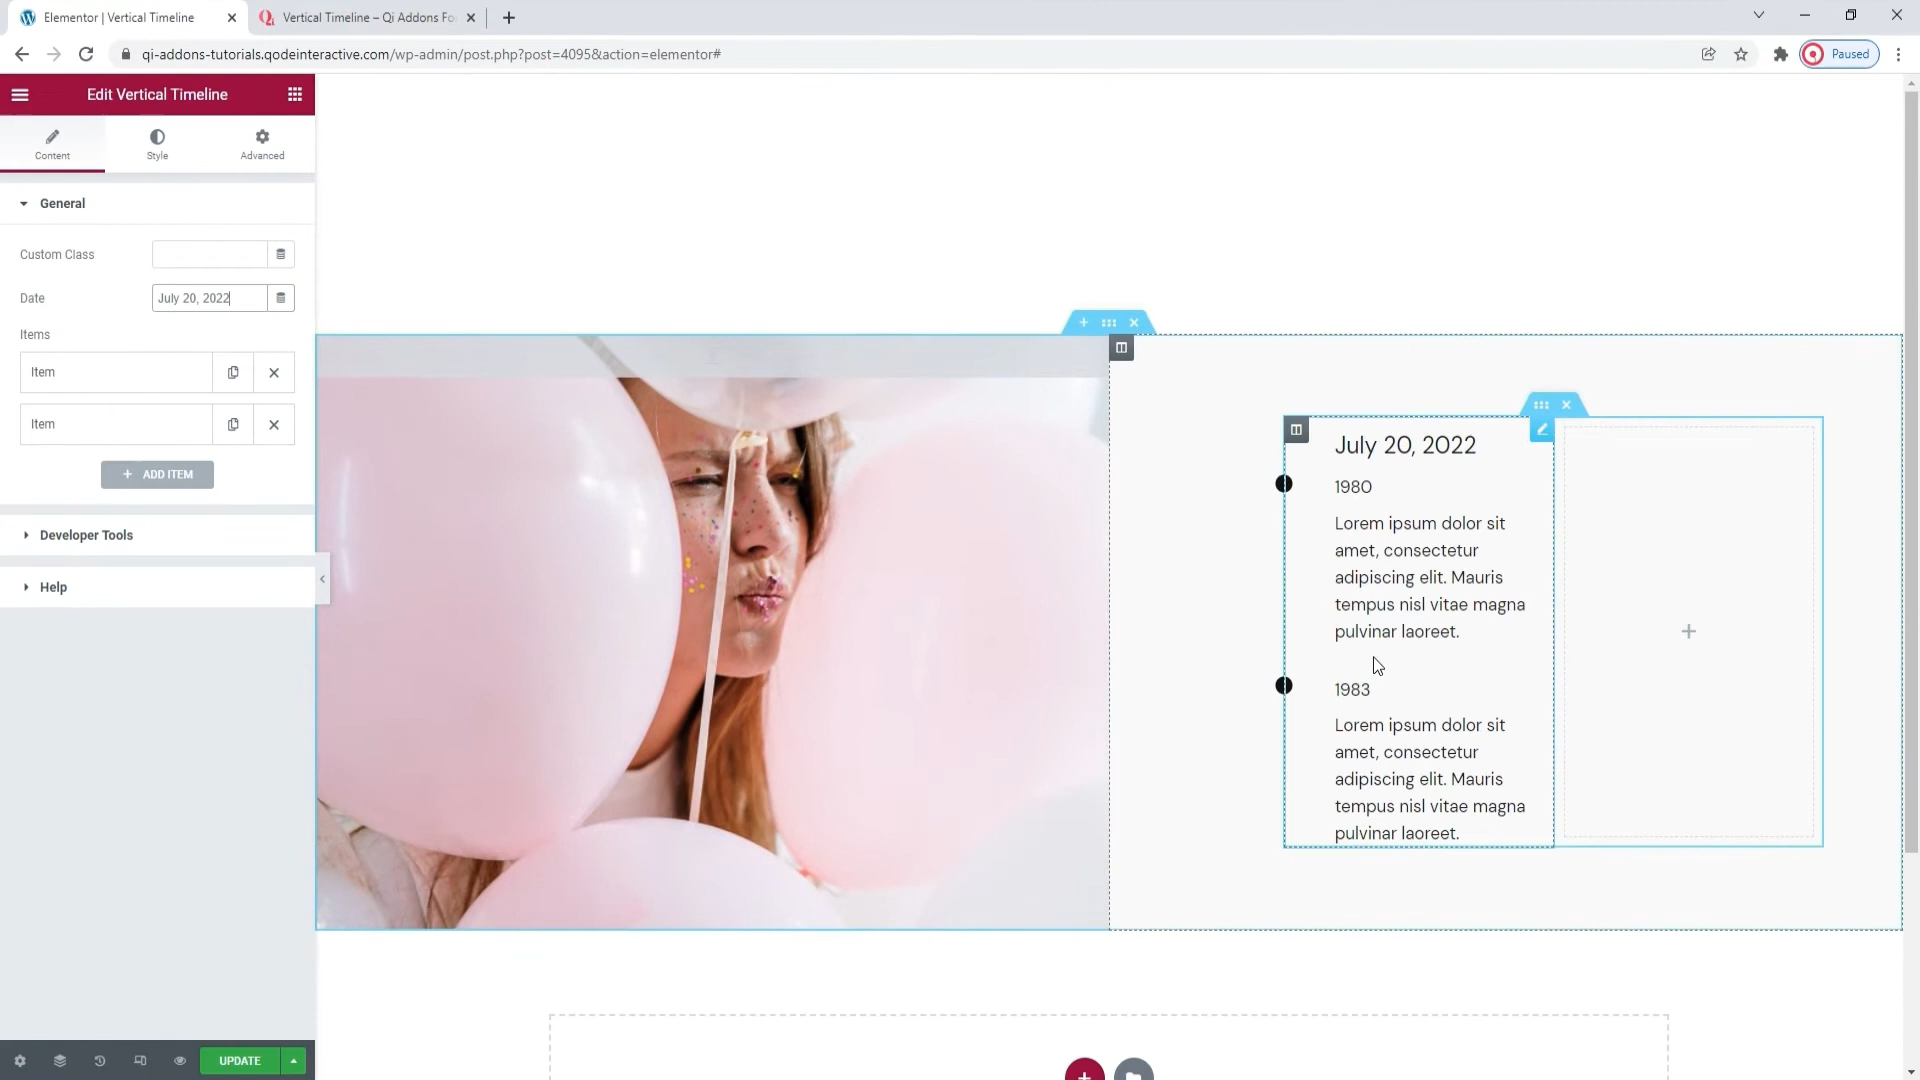 Elementor | Vertical Timeline
Vertical Timeline – Qi Addons Fo
qi-addons-tutorials.qodeinteractive.com/wp-admin/post.php?post=4095&action=elementor#
Paused
Edit Vertical Timeline
Content
Style
Advanced
General
Custom Class
Date
July 20, 2022
Items
Item
Item
+ ADD ITEM
Developer Tools
Help
UPDATE
July 20, 2022
1980
Lorem ipsum dolor sit
amet, consectetur
adipiscing elit. Mauris
tempus nisl vitae magna
pulvinar laoreet.
1983
Lorem ipsum dolor sit
amet, consectetur
adipiscing elit. Mauris
tempus nisl vitae magna
pulvinar laoreet.